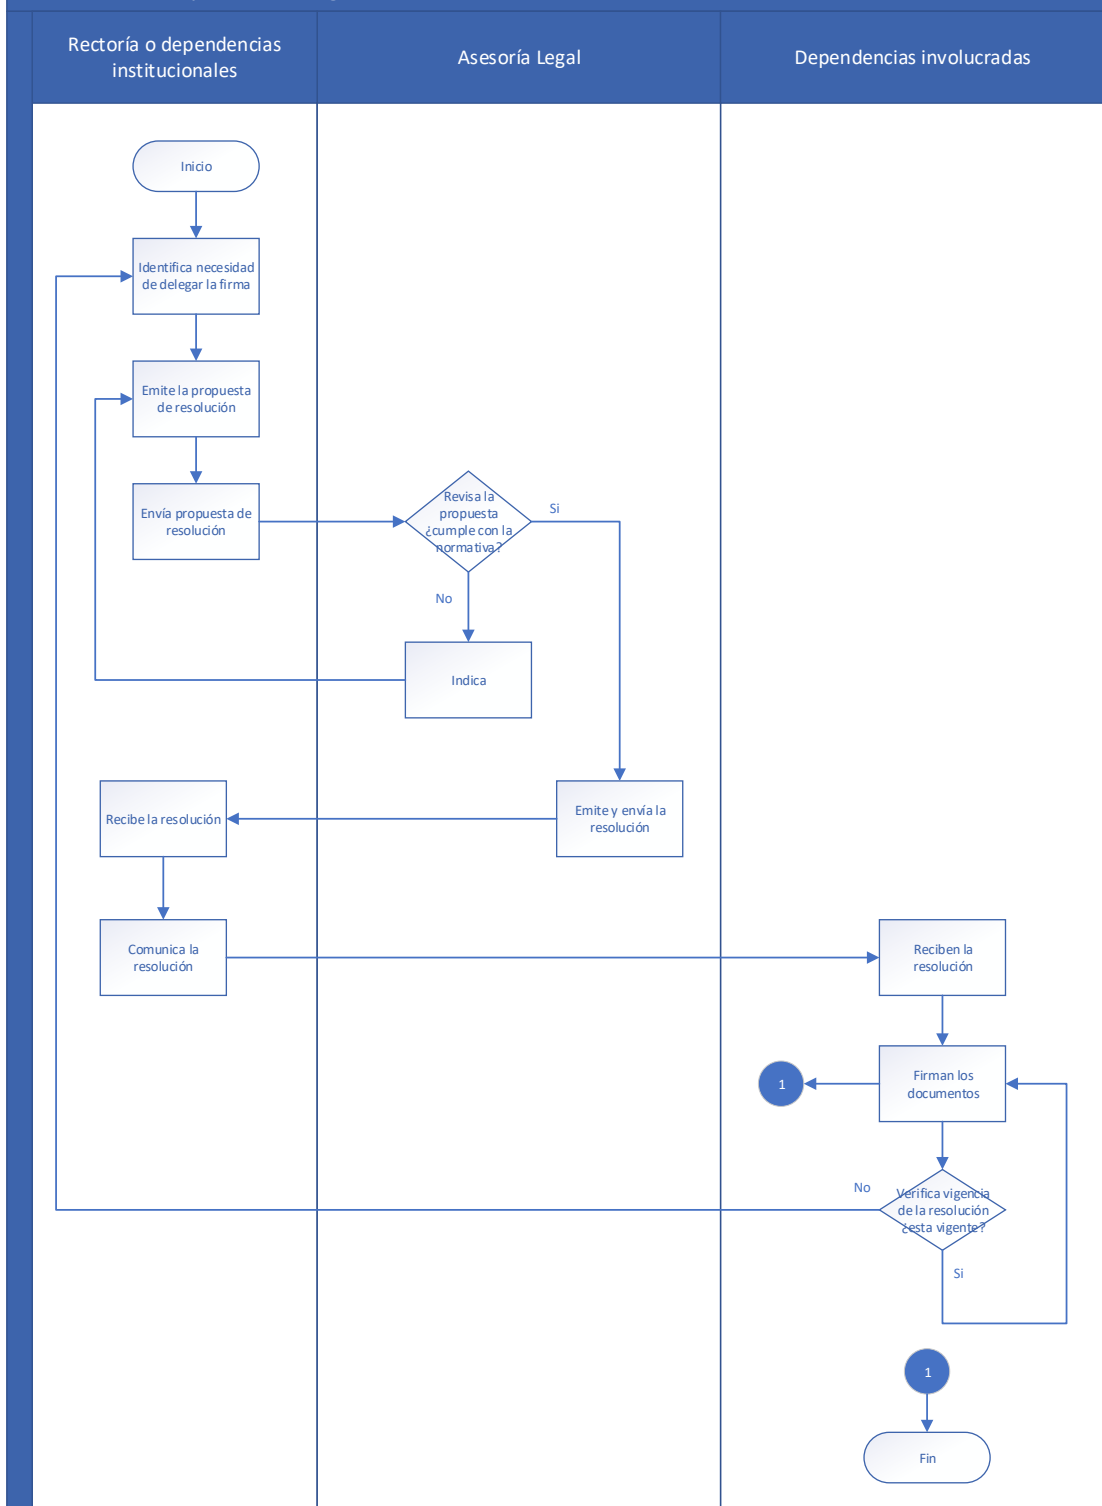 Rectoría o dependencias
institucionales
Asesoría Legal
Dependencias involucradas
Inicio
Identifica necesidad
de delegar la firma
Emite la propuesta
de resolución
Envía propuesta de
resolución
Revisa la
propuesta
¿cumple con la
normativa?
Si
No
Indica
Emite y envía la
resolución
Recibe la resolución
Comunica la
resolución
Reciben la
resolución
Firman los
documentos
1
Verifica vigencia
de la resolución
¿esta vigente?
No
Si
1
Fin